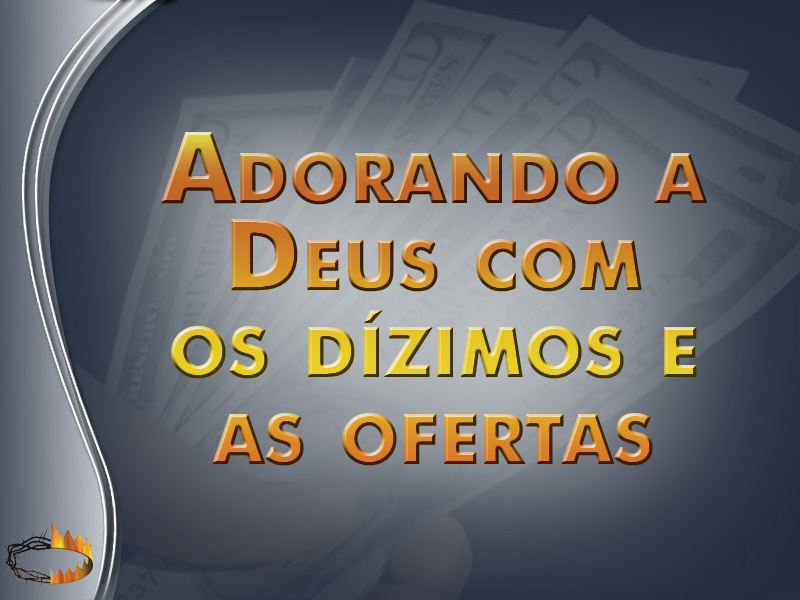 Adorando a
Deus com
os dízimos e
as ofertas